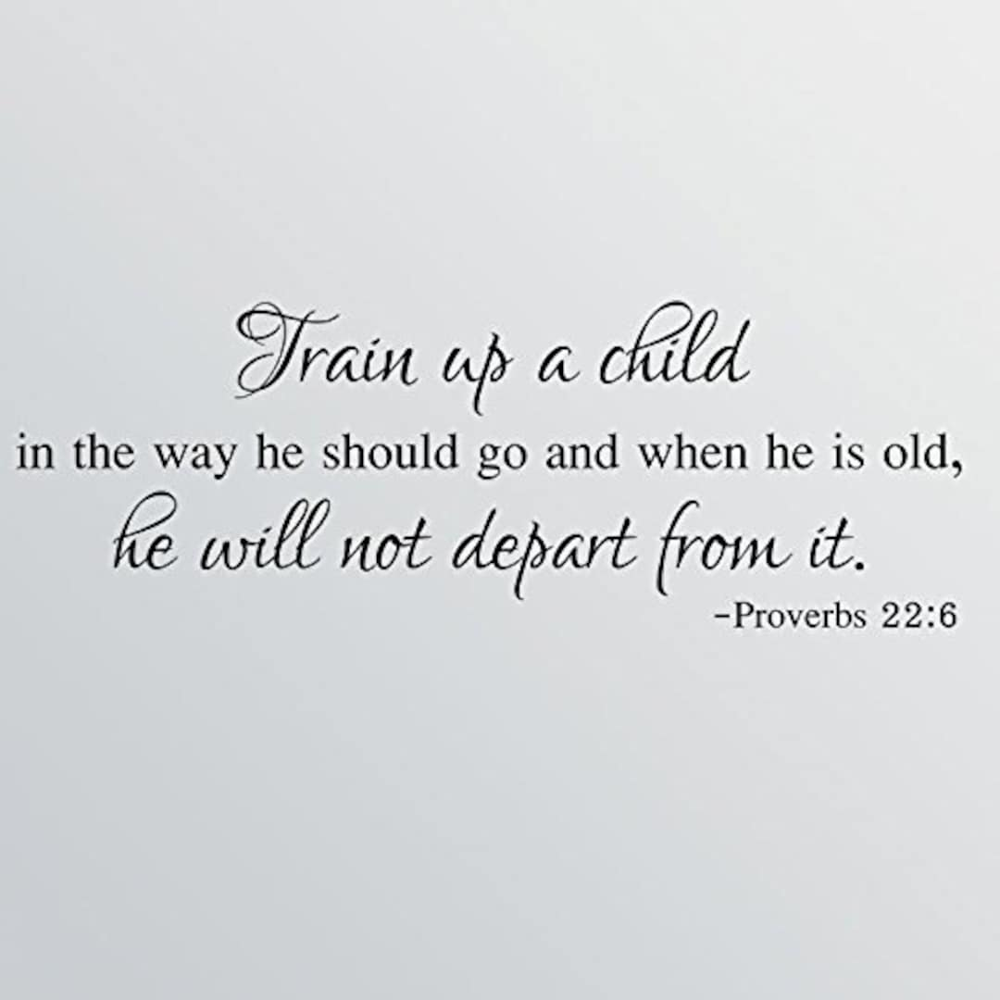 Train up a child
in the way he should go and when he is old,
he will not depart from it.
-Proverbs 22:6